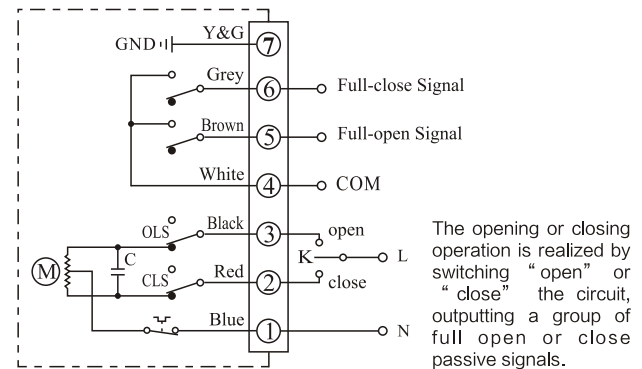 GND Y&G 7
Grey 6 Full-close Signal
Brown 5 Full-open Signal
White 4 COM
OLS Black 3 open
M C K L
CLS Red 2 close
Blue 1 N
The opening or closing
operation is realized by
switching “open” or
“close” the circuit,
outputting a group of
full open or close
passive signals.